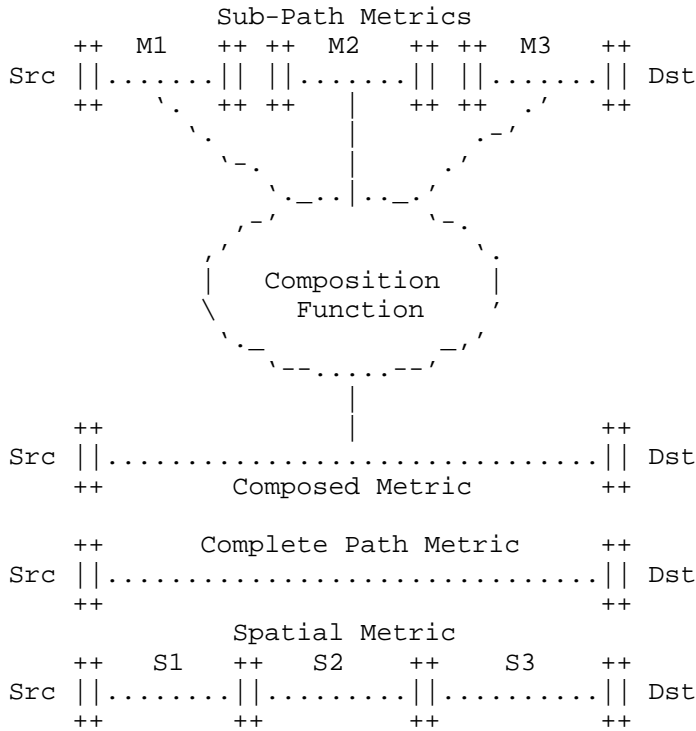 Sub-Path Metrics
++ M1 ++ ++ M2 ++ ++ M3 ++
Src ||.......|| ||.......|| ||.......|| Dst
++ `. ++ ++ | ++ ++ .' ++
`. | .-'
`-. | .'
`._..|.._.'
,-' `-.
,' `.
| Composition |
\ Function '
`._ _,'
`--.....--'
|
++ | ++
Src ||...............................|| Dst
++ Composed Metric ++
++ Complete Path Metric ++
Src ||...............................|| Dst
++ ++
Spatial Metric
++ S1 ++ S2 ++ S3 ++
Src ||........||.........||..........|| Dst
++ ++ ++ ++